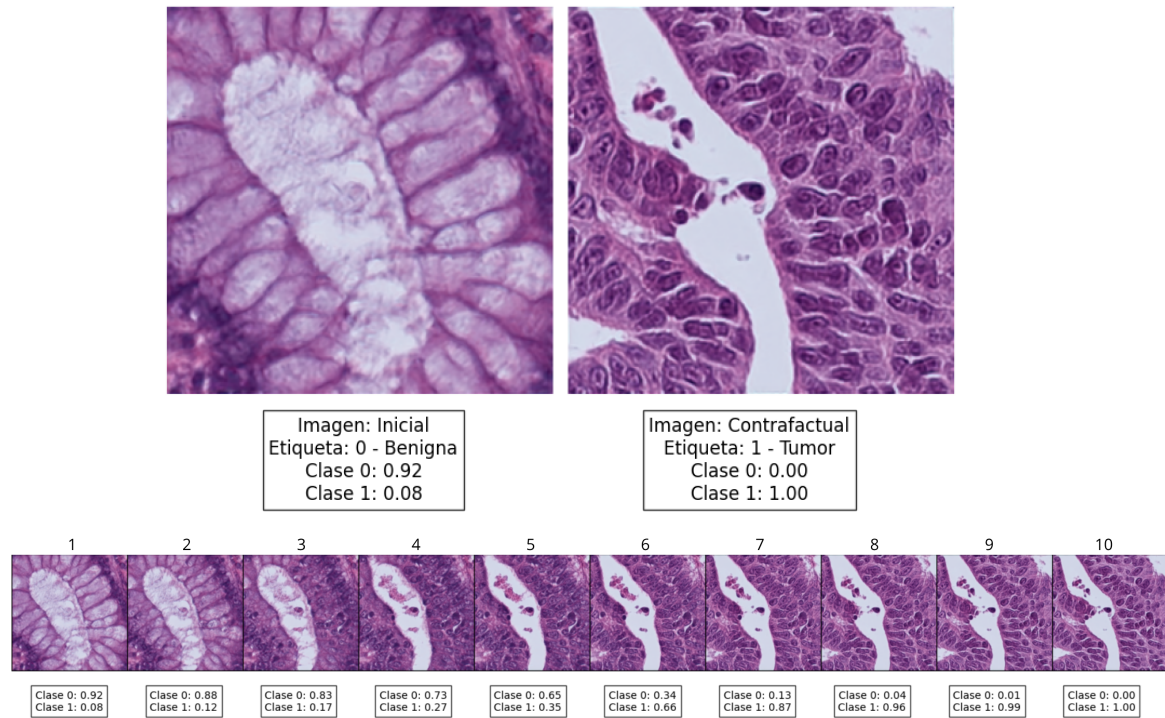 Imagen: Inicial
Etiqueta: 0 - Benigna
Clase 0: 0.92
Clase 1: 0.08
Imagen: Contrafactual
Etiqueta: 1 - Tumor
Clase 0: 0.00
Clase 1: 1.00
1 2 3 4 5 6 7 8 9 10
Clase 0: 0.92
Clase 1: 0.08
Clase 0: 0.88
Clase 1: 0.12
Clase 0: 0.83
Clase 1: 0.17
Clase 0: 0.73
Clase 1: 0.27
Clase 0: 0.65
Clase 1: 0.35
Clase 0: 0.34
Clase 1: 0.66
Clase 0: 0.13
Clase 1: 0.87
Clase 0: 0.04
Clase 1: 0.96
Clase 0: 0.01
Clase 1: 0.99
Clase 0: 0.00
Clase 1: 1.00